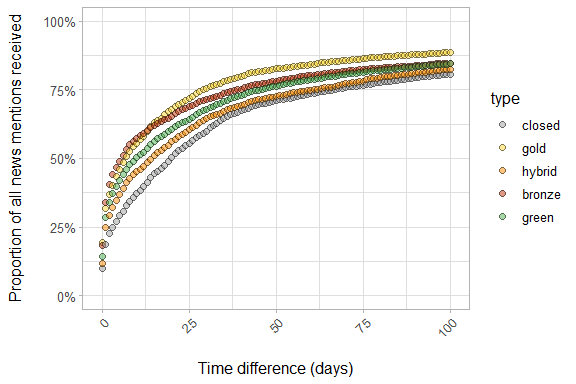 Proportion of all news mentions received
100%
75%
50%
25%
0%
0
25
50
75
100
Time difference (days)
type
closed
gold
hybrid
bronze
green